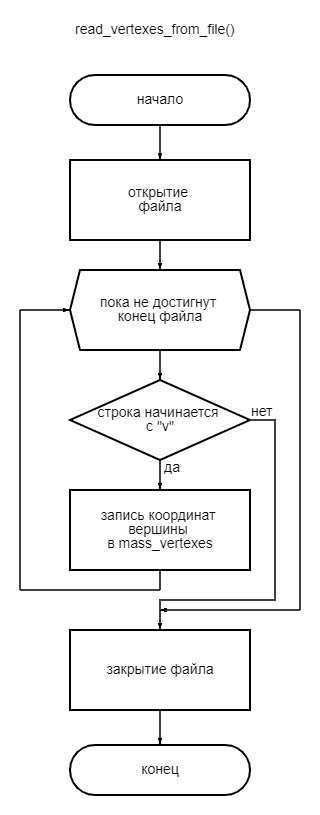 read_vertexes_from_file()
начало
открытие
файла
пока не достигнут
конец файла
строка начинается
с "v"
нет
да
запись координат
вершины
в mass_vertexes
закрытие файла
конец